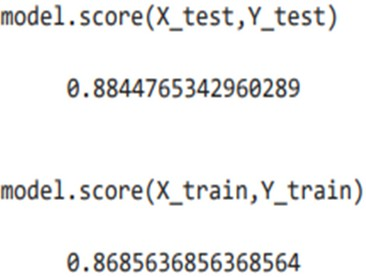 model.score(X_test,Y_test)
0.8844765342960289
model.score(X_train,Y_train)
0.8685636856368564